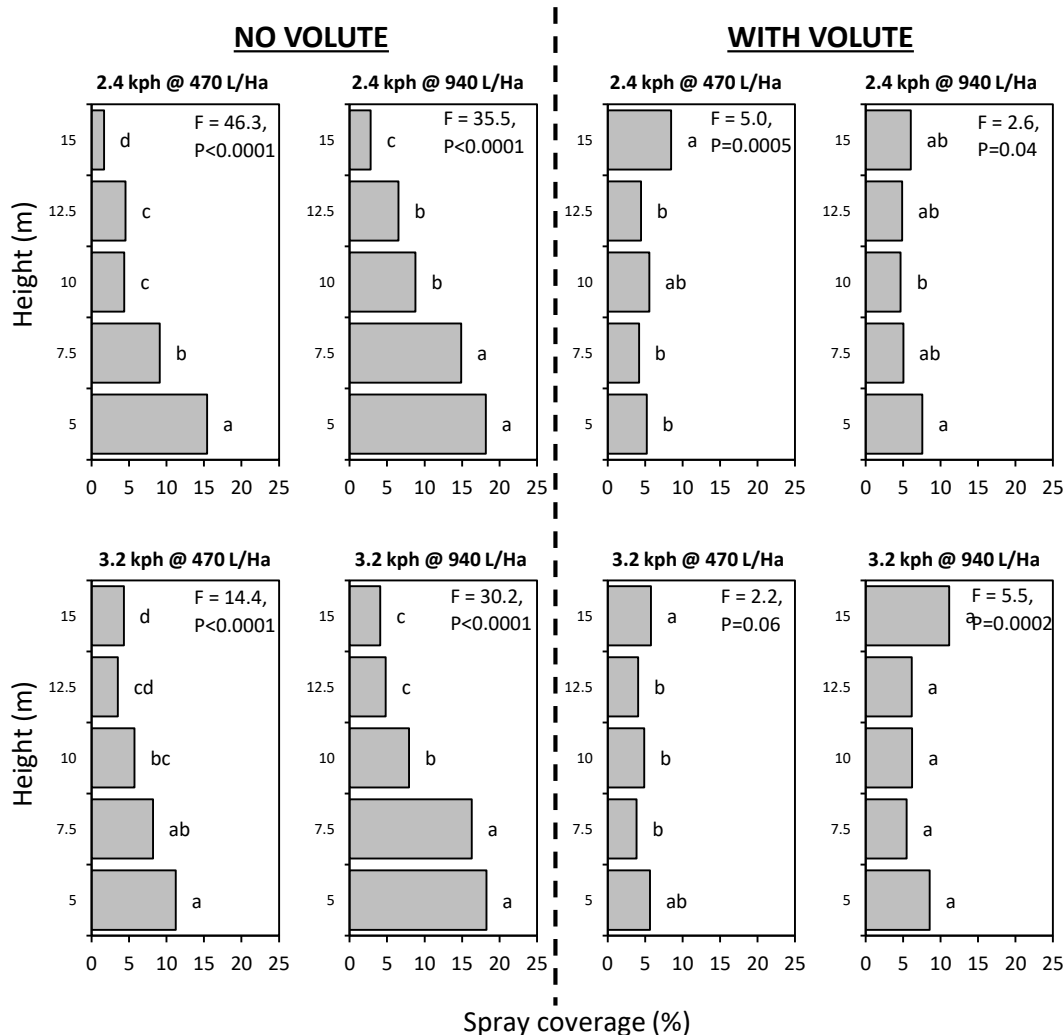 NO VOLUTE
WITH VOLUTE
2.4 kph @ 470 L/Ha
2.4 kph @ 940 L/Ha
2.4 kph @ 470 L/Ha
2.4 kph @ 940 L/Ha
Height (m)
15
d
F = 46.3,
P<0.0001
12.5
c
10
c
7.5
b
5
a
0 5 10 15 20 25
15
c
F = 35.5,
P<0.0001
12.5
b
10
b
7.5
a
5
a
0 5 10 15 20 25
15
a
F = 5.0,
P=0.0005
12.5
b
10
ab
7.5
b
5
b
0 5 10 15 20 25
15
ab
F = 2.6,
P=0.04
12.5
ab
10
b
7.5
ab
5
a
0 5 10 15 20 25
3.2 kph @ 470 L/Ha
3.2 kph @ 940 L/Ha
3.2 kph @ 470 L/Ha
3.2 kph @ 940 L/Ha
Height (m)
15
d
F = 14.4,
P<0.0001
12.5
cd
10
bc
7.5
ab
5
a
0 5 10 15 20 25
15
c
F = 30.2,
P<0.0001
12.5
c
10
b
7.5
a
5
a
0 5 10 15 20 25
15
a
F = 2.2,
P=0.06
12.5
b
10
b
7.5
b
5
ab
0 5 10 15 20 25
15
a
F = 5.5,
P=0.0002
12.5
a
10
a
7.5
a
5
a
0 5 10 15 20 25
Spray coverage (%)